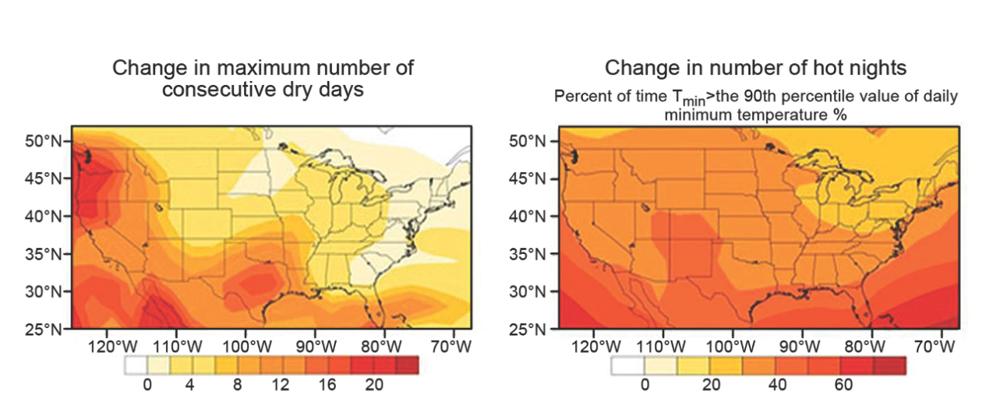 Change in maximum number of
consecutive dry days
50°N
45°N
40°N
35°N
30°N
25°N
120°W 110°W 100°W 90°W 80°W 70°W
0 4 8 12 16 20
Change in number of hot nights
Percent of time Tmin>the 90th percentile value of daily
minimum temperature %
50°N
45°N
40°N
35°N
30°N
25°N
120°W 110°W 100°W 90°W 80°W 70°W
0 20 40 60